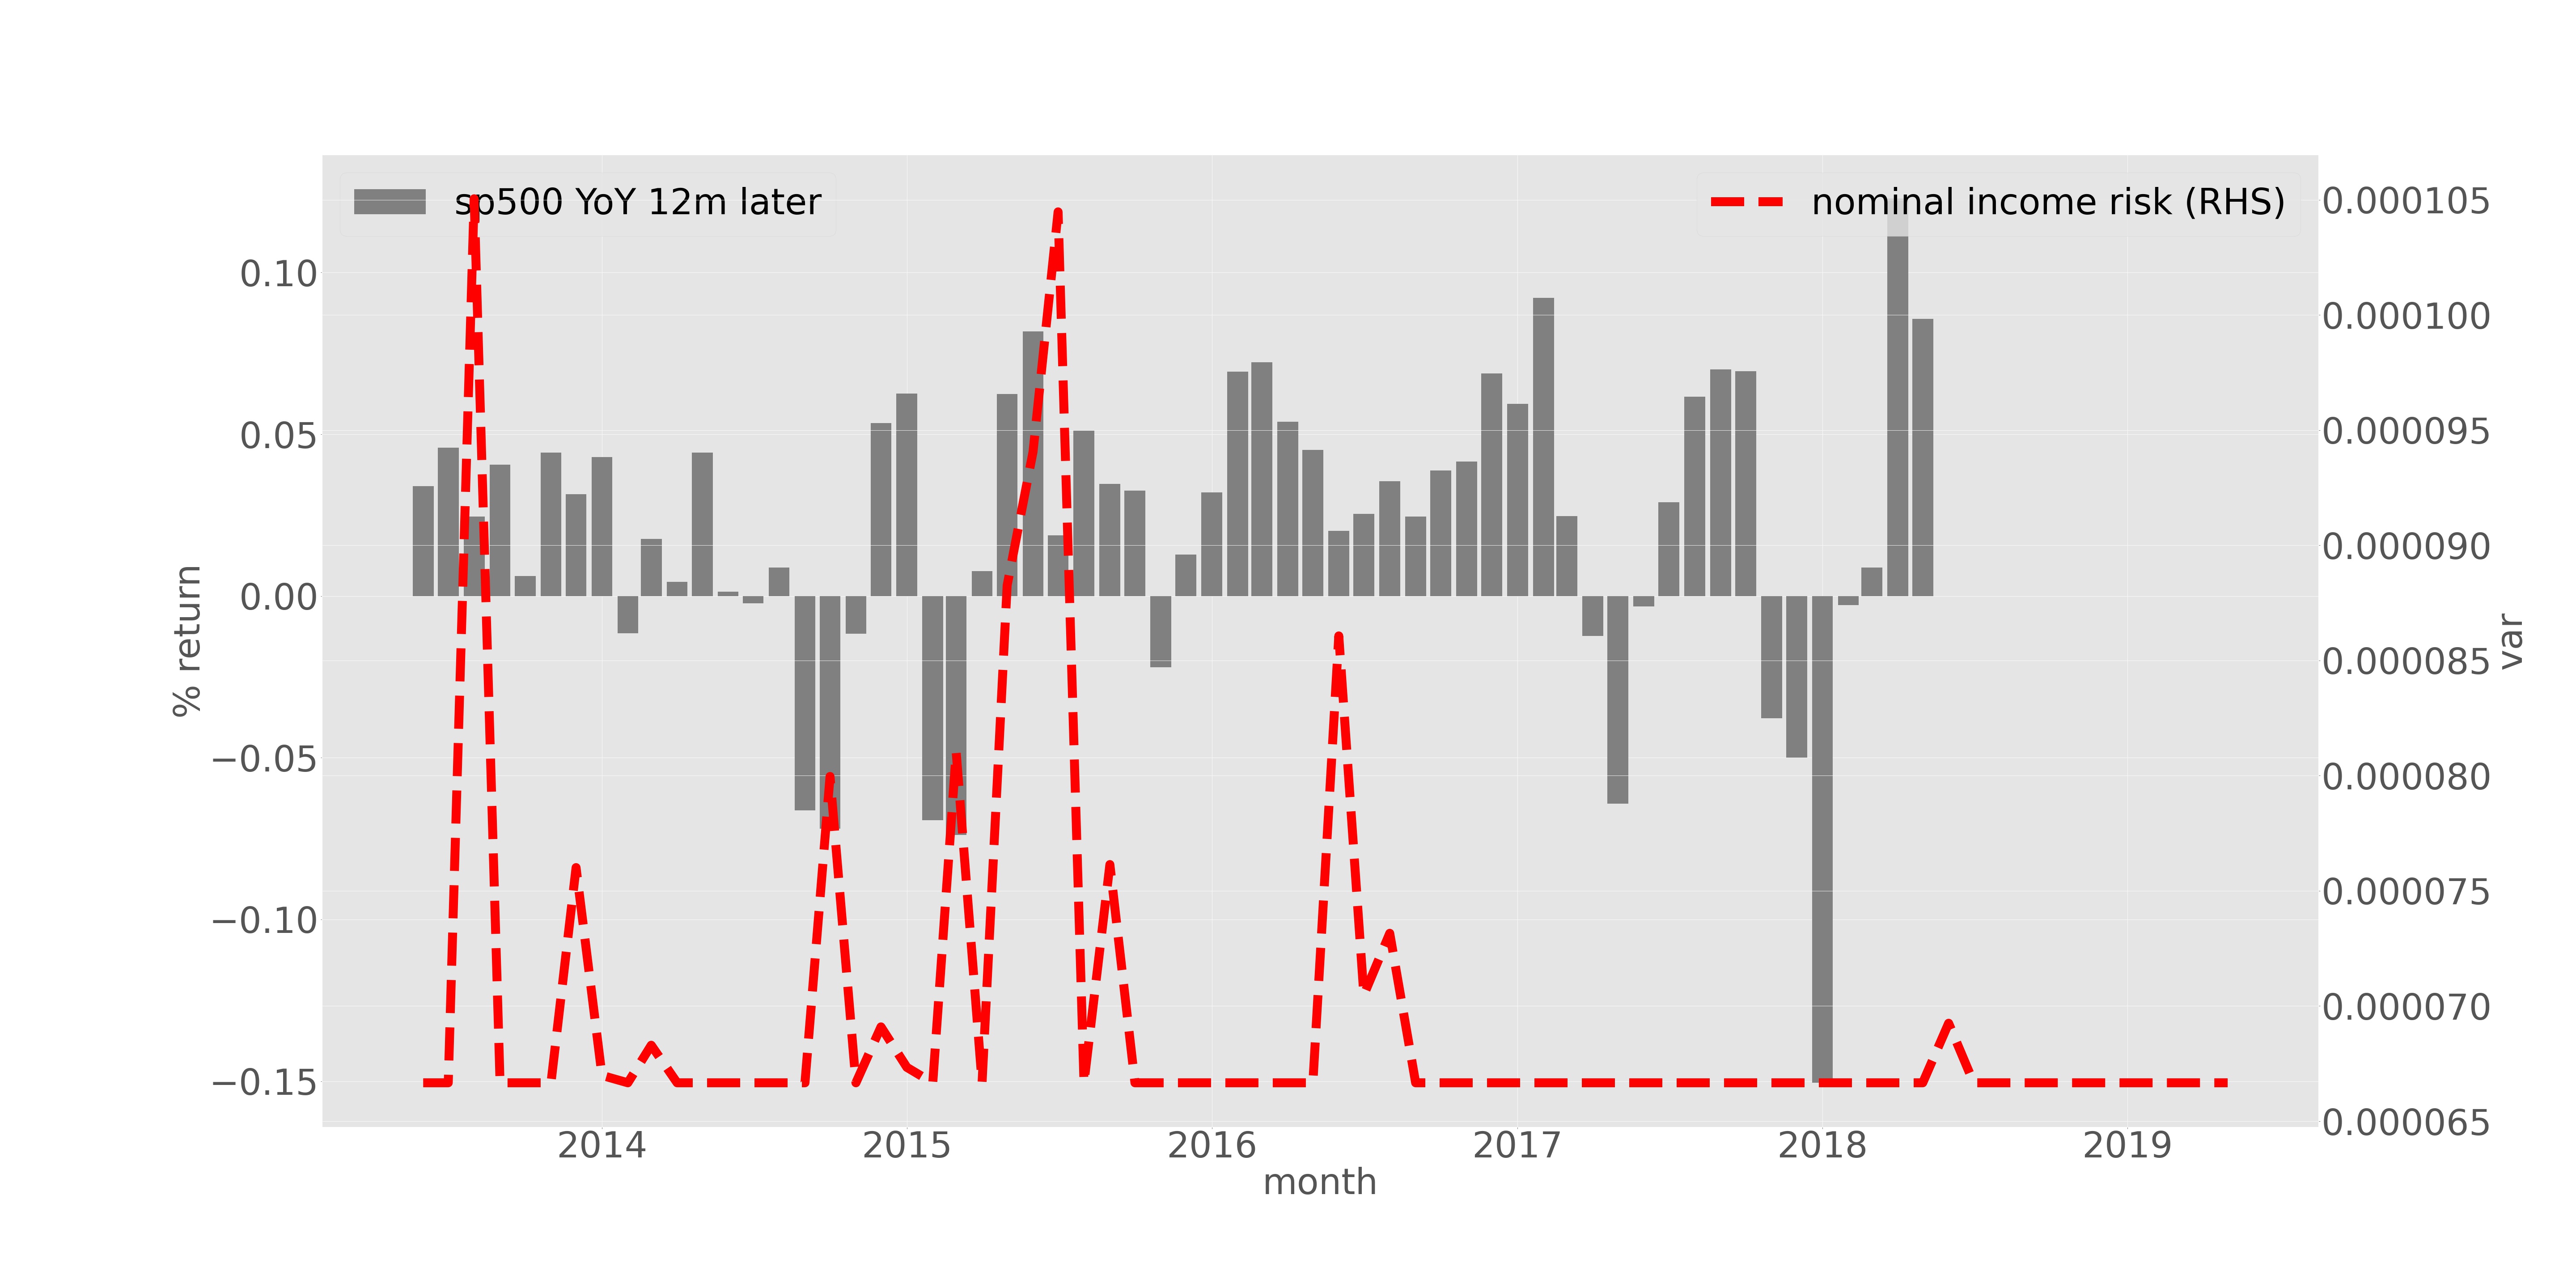 sp500 YoY 12m later
nominal income risk (RHS)
0.10
0.05
0.00
−0.05
−0.10
−0.15
% return
0.000105
0.000100
0.000095
0.000090
0.000085
0.000080
0.000075
0.000070
0.000065
var
2014 2015 2016 2017 2018 2019
month